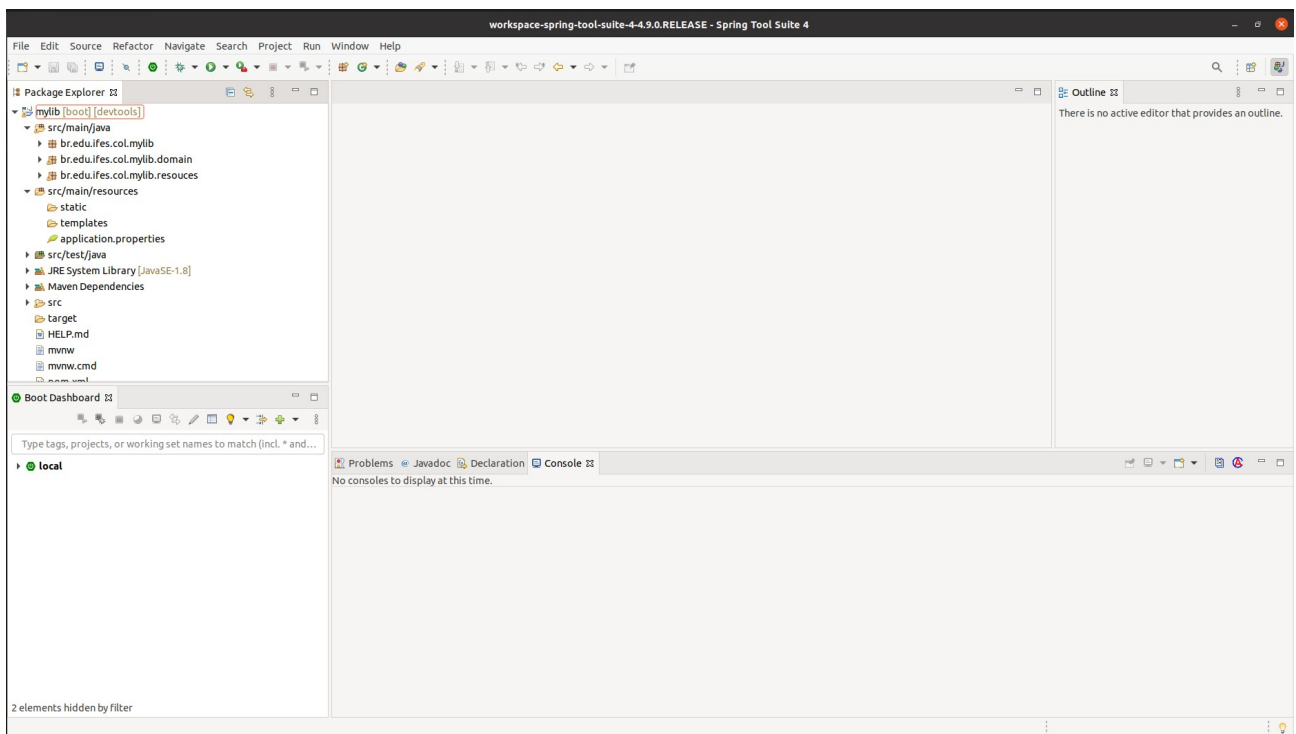 workspace-spring-tool-suite-4-4.9.0.RELEASE - Spring Tool Suite 4
File Edit Source Refactor Navigate Search Project Run Window Help
Package Explorer
mylib [boot] [devtools]
src/main/java
br.edu.ifes.col.mylib
br.edu.ifes.col.mylib.domain
br.edu.ifes.col.mylib.resouces
src/main/resources
static
templates
application.properties
src/test/java
JRE System Library [JavaSE-1.8]
Maven Dependencies
src
target
HELP.md
mvnw
mvnw.cmd
pom.xml
Boot Dashboard
Type tags, projects, or working set names to match (incl. * and...
local
2 elements hidden by filter
Outline
There is no active editor that provides an outline.
Problems @ Javadoc Declaration Console
No consoles to display at this time.